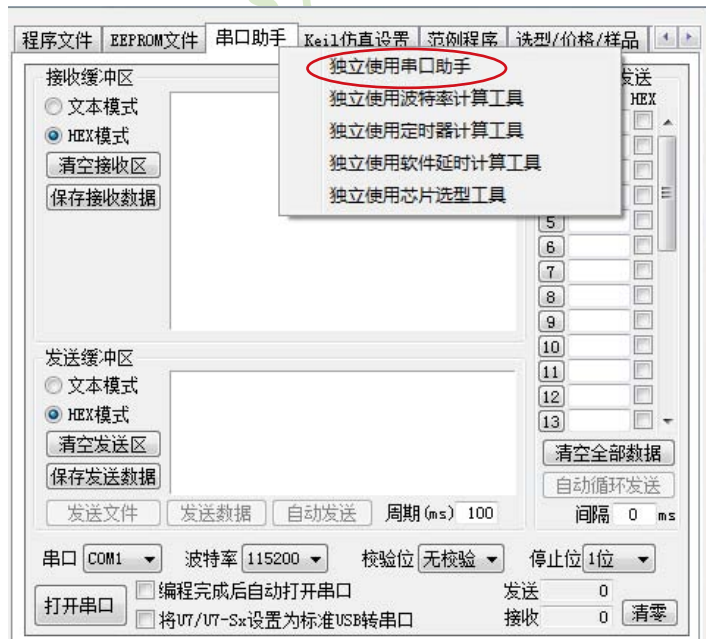 程序文件 EEPROM文件 串口助手 Keil仿真设置 范例程序 选型/价格/样品
独立使用串口助手
独立使用波特率计算工具
独立使用定时器计算工具
独立使用软件延时计算工具
独立使用芯片选型工具
接收缓冲区
文本模式
HEX模式
清空接收区
保存接收数据
发送
HEX
5
6
7
8
9
10
11
12
13
清空全部数据
自动循环发送
间隔 0 ms
发送缓冲区
文本模式
HEX模式
清空发送区
保存发送数据
发送文件 发送数据 自动发送 周期(ms) 100
串口 COM1 波特率 115200 校验位 无校验 停止位 1位
打开串口 编程完成后自动打开串口 发送 0
将U7/U7-Sx设置为标准USB转串口 接收 0 清零